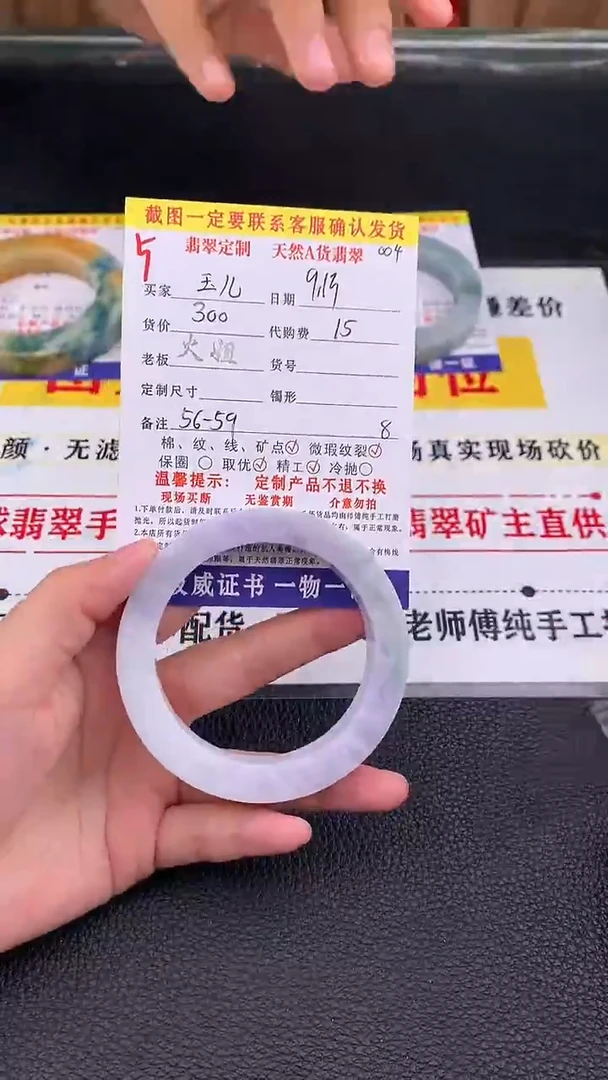 截图一定要联系客服确认发货
翡翠定制 天然A货翡翠 004
买家 玉儿 日期 9.19
货价 300 代购费 15
老板 火姐 货号
定制尺寸 镯形
备注 56-59 8
棉、纹、线、矿点 微瑕纹裂
保圈 取优 精工 冷抛
温馨提示: 定制产品不退不换
现场买断 无鉴赏期 介意勿拍
威证书 一物一
证
差价
颜·无滤
场真实现场砍价
翡翠手
翡翠矿主直供
配货
老师傅纯手工